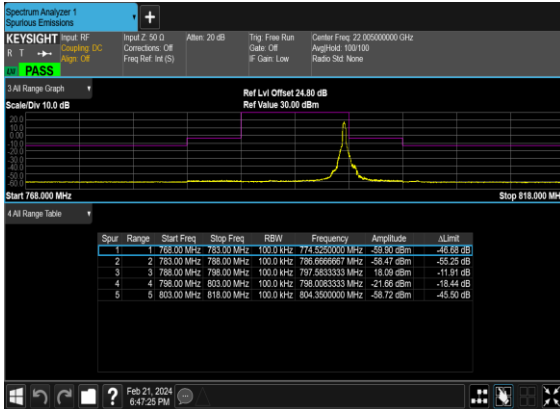 Spectrum Analyzer 1
Spurious Emissions
KEYSIGHT
R T
LXI
PASS
Input: RF
Coupling: DC
Align: Off
Input Z: 50 Ω
Corrections: Off
Freq Ref: Int (S)
Atten: 20 dB
Trig: Free Run
Gate: Off
IF Gain: Low
Center Freq: 22.005000000 GHz
Avg|Hold: 100/100
Radio Std: None
3 All Range Graph
Scale/Div 10.0 dB
Ref Lvl Offset 24.80 dB
Ref Value 30.00 dBm
20.0
10.0
0.00
-10.0
-20.0
-30.0
-40.0
-50.0
-60.0
Start 768.000 MHz
Stop 818.000 MH
4 All Range Table
Spur Range Start Freq Stop Freq RBW Frequency Amplitude ΔLimit
1 1 768.00 MHz 783.00 MHz 100.0 kHz 774.5250000 MHz -59.90 dBm -46.68 dB
2 2 783.00 MHz 788.00 MHz 100.0 kHz 786.6666667 MHz -58.47 dBm -55.25 dB
3 3 788.00 MHz 798.00 MHz 100.0 kHz 797.5833333 MHz 18.09 dBm -11.91 dB
4 4 798.00 MHz 803.00 MHz 100.0 kHz 798.0083333 MHz -21.66 dBm -18.44 dB
5 5 803.00 MHz 818.00 MHz 100.0 kHz 804.3500000 MHz -58.72 dBm -45.50 dB
Feb 21, 2024
6:47:25 PM